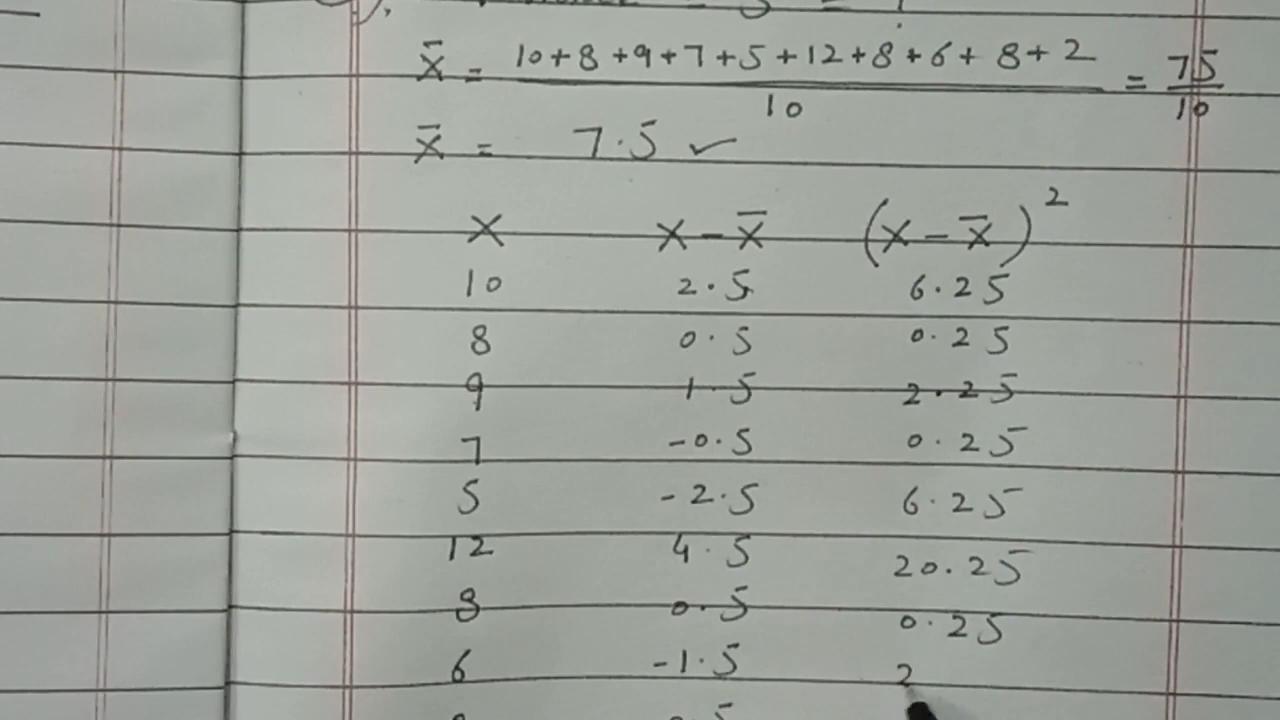 x̄ = 10+8+9+7+5+12+8+6+8+2 / 10 = 75 / 10
x̄ = 7.5 ✓
x x-x̄ (x-x̄)²
10 2.5 6.25
8 0.5 0.25
9 1.5 2.25
7 -0.5 0.25
5 -2.5 6.25
12 4.5 20.25
8 0.5 0.25
6 -1.5 2